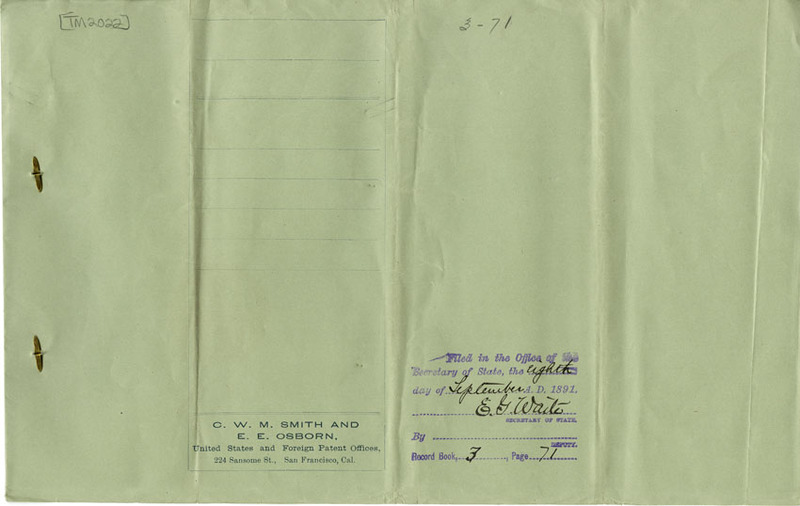 [TM2022]
3-71
C. W. M. SMITH AND
E. E. OSBORN,
United States and Foreign Patent Offices,
224 Sansome St., San Francisco, Cal.
Filed in the Office of the
Secretary of State, the eighth
day of September A. D. 1891.
E. G. Waite
SECRETARY OF STATE.
By
DEPUTY.
Record Book, 3, Page 71